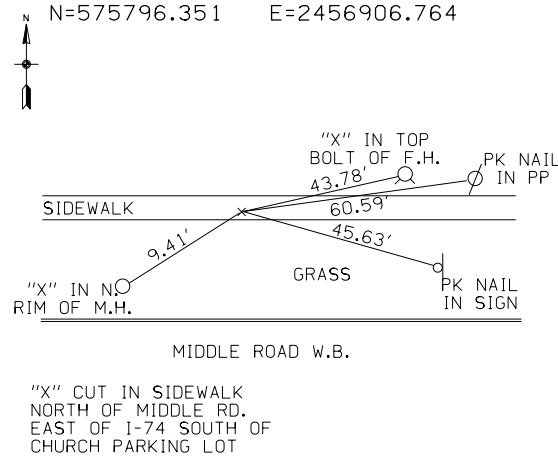 N=575796.351 E=2456906.764
N
"X" IN TOP
BOLT OF F.H.
PK NAIL
IN PP
43.78'
60.59'
SIDEWALK
9.41'
45.63'
GRASS
"X" IN N.
RIM OF M.H.
PK NAIL
IN SIGN
MIDDLE ROAD W.B.
"X" CUT IN SIDEWALK
NORTH OF MIDDLE RD.
EAST OF I-74 SOUTH OF
CHURCH PARKING LOT